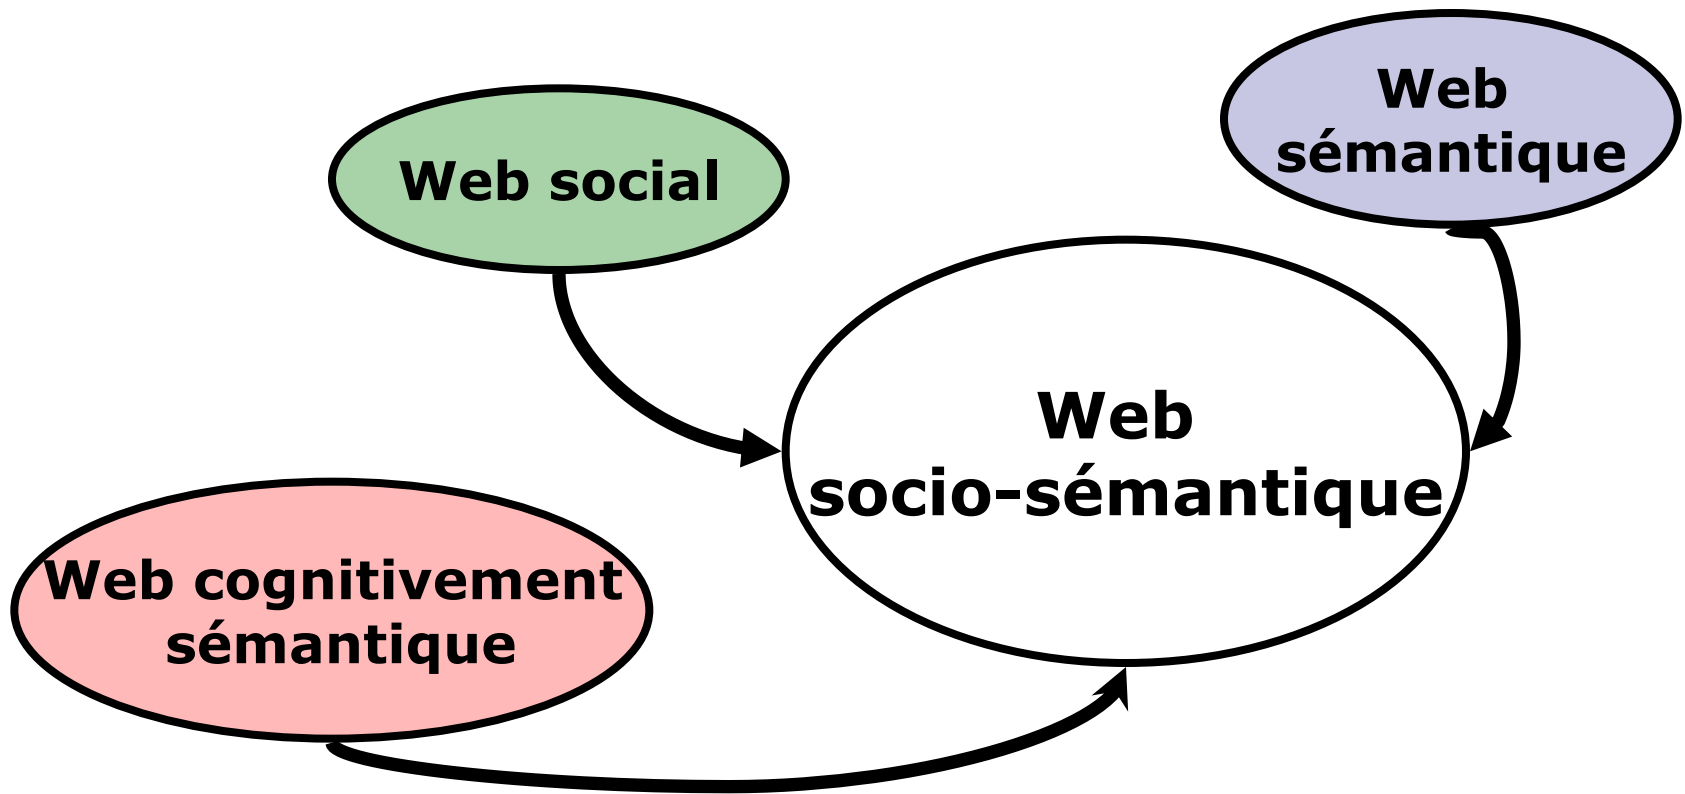 Web
sémantique
Web social
Web
socio-sémantique
Web cognitivement
sémantique